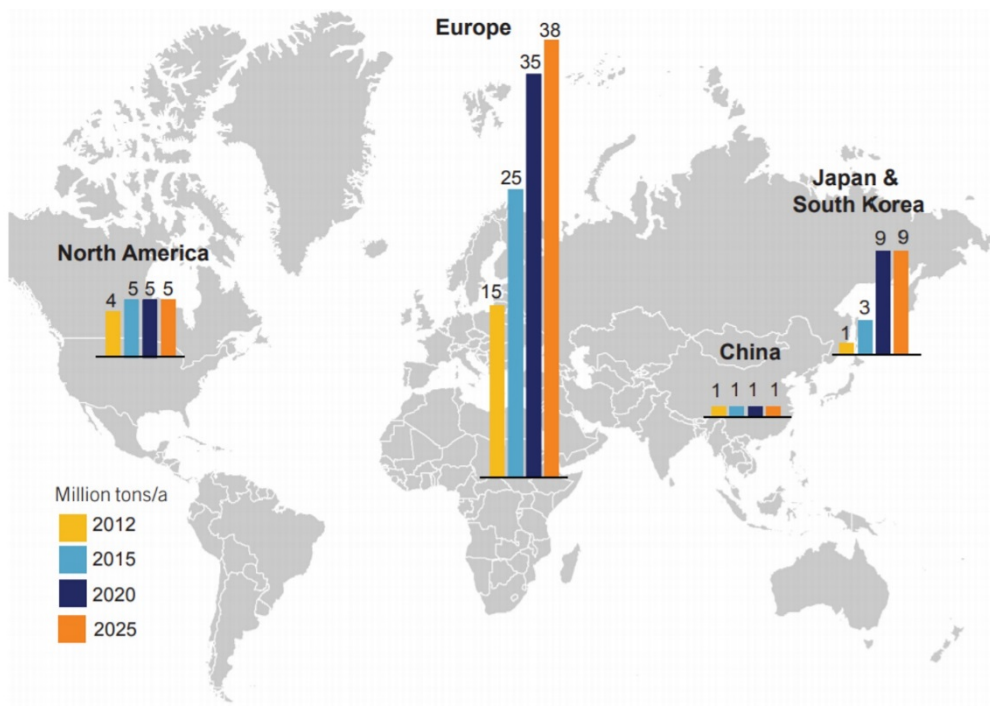 Europe
38
35
25
15
Japan &
South Korea
9 9
3
1
North America
4 5 5 5
China
1 1 1 1
Million tons/a
2012
2015
2020
2025